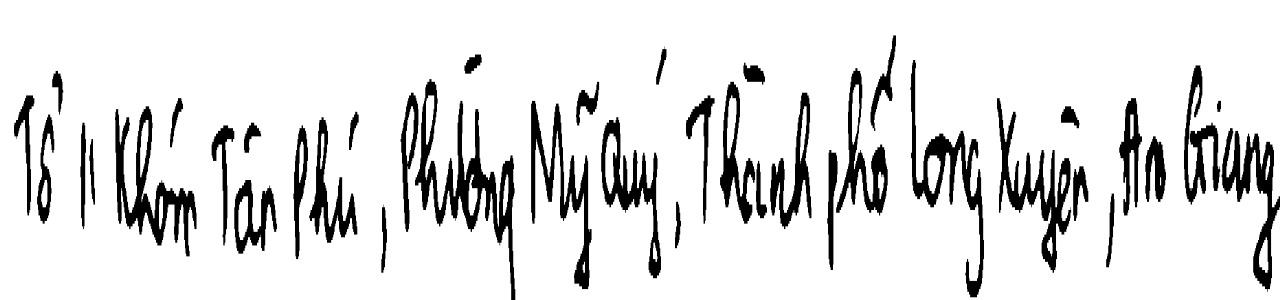 Tổ 11 Khóm Tân Phú, Phường Mỹ Quý, Thành phố Long Xuyên, An Giang